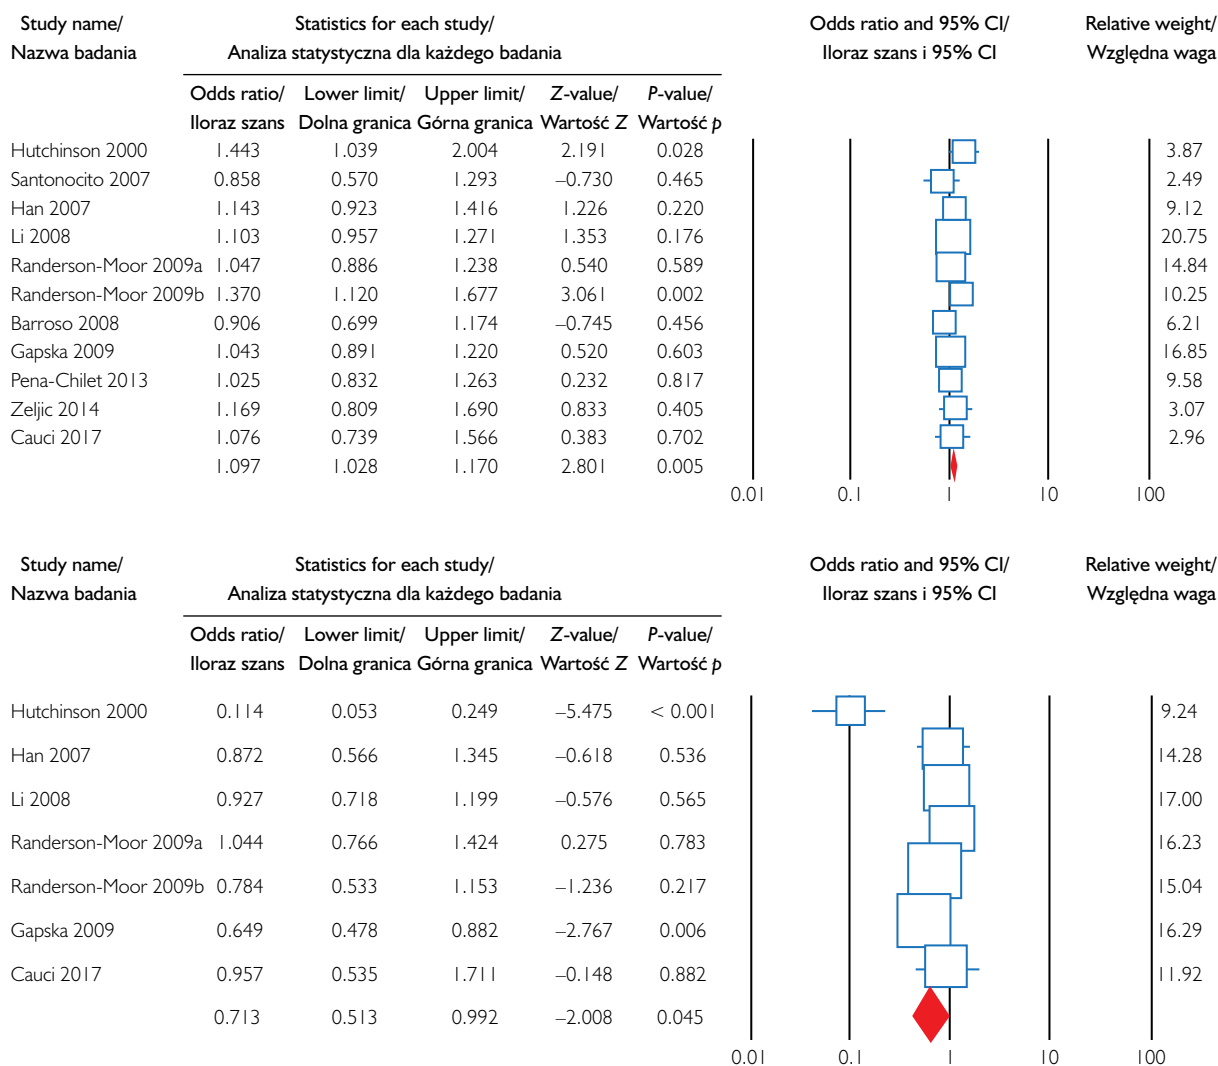 Study name/ Statistics for each study/ Odds ratio and 95% CI/ Relative weight/
Nazwa badania Analiza statystyczna dla każdego badania Iloraz szans i 95% CI Względna waga
Odds ratio/ Lower limit/ Upper limit/ Z-value/ P-value/
Iloraz szans Dolna granica Górna granica Wartość Z Wartość p
Hutchinson 2000 1.443 1.039 2.004 2.191 0.028 3.87
Santonocito 2007 0.858 0.570 1.293 –0.730 0.465 2.49
Han 2007 1.143 0.923 1.416 1.226 0.220 9.12
Li 2008 1.103 0.957 1.271 1.353 0.176 20.75
Randerson-Moor 2009a 1.047 0.886 1.238 0.540 0.589 14.84
Randerson-Moor 2009b 1.370 1.120 1.677 3.061 0.002 10.25
Barroso 2008 0.906 0.699 1.174 –0.745 0.456 6.21
Gapska 2009 1.043 0.891 1.220 0.520 0.603 16.85
Pena-Chilet 2013 1.025 0.832 1.263 0.232 0.817 9.58
Zeljic 2014 1.169 0.809 1.690 0.833 0.405 3.07
Cauci 2017 1.076 0.739 1.566 0.383 0.702 2.96
1.097 1.028 1.170 2.801 0.005
0.01 0.1 1 10 100
Study name/ Statistics for each study/ Odds ratio and 95% CI/ Relative weight/
Nazwa badania Analiza statystyczna dla każdego badania Iloraz szans i 95% CI Względna waga
Odds ratio/ Lower limit/ Upper limit/ Z-value/ P-value/
Iloraz szans Dolna granica Górna granica Wartość Z Wartość p
Hutchinson 2000 0.114 0.053 0.249 –5.475 < 0.001 9.24
Han 2007 0.872 0.566 1.345 –0.618 0.536 14.28
Li 2008 0.927 0.718 1.199 –0.576 0.565 17.00
Randerson-Moor 2009a 1.044 0.766 1.424 0.275 0.783 16.23
Randerson-Moor 2009b 0.784 0.533 1.153 –1.236 0.217 15.04
Gapska 2009 0.649 0.478 0.882 –2.767 0.006 16.29
Cauci 2017 0.957 0.535 1.711 –0.148 0.882 11.92
0.713 0.513 0.992 –2.008 0.045
0.01 0.1 1 10 100